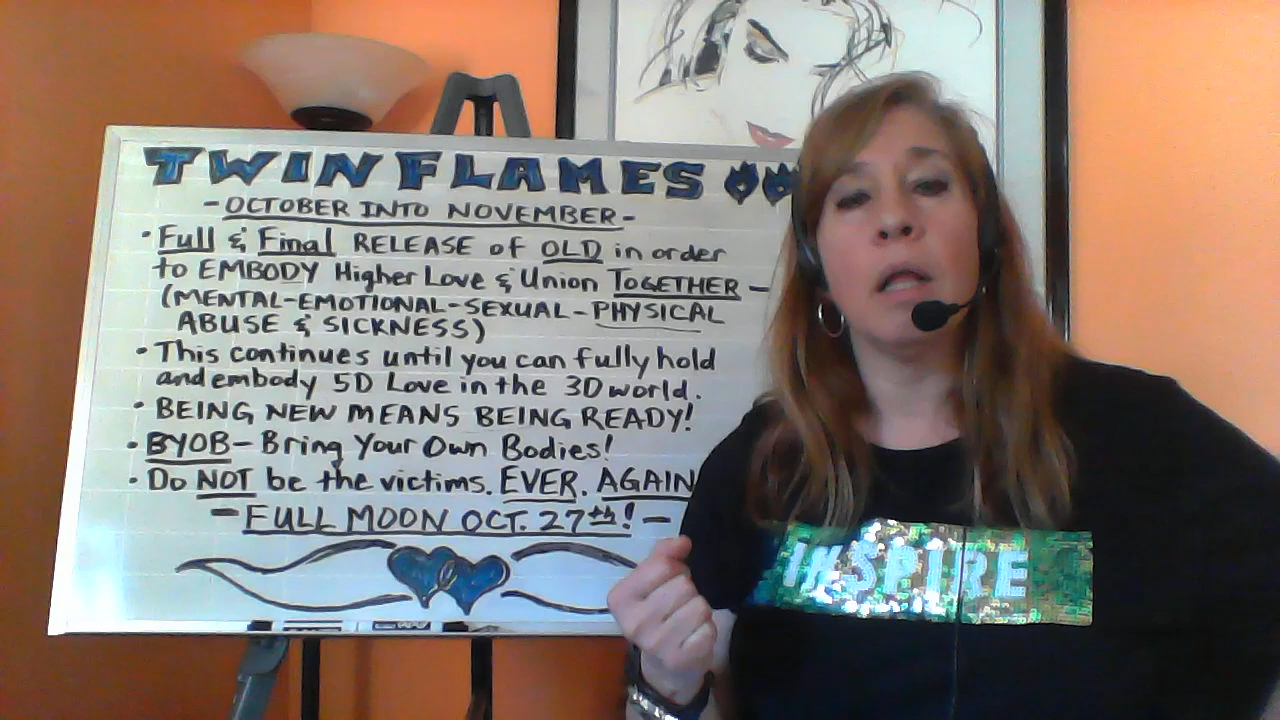 TWIN FLAMES
-OCTOBER INTO NOVEMBER-
• Full & Final RELEASE of OLD in order
to EMBODY Higher Love & Union TOGETHER -
(MENTAL-EMOTIONAL-SEXUAL-PHYSICAL
ABUSE & SICKNESS)
• This continues until you can fully hold
and embody 5D Love in the 3D world.
• BEING NEW MEANS BEING READY!
• BYOB- Bring Your Own Bodies!
• Do NOT be the victims. EVER. AGAIN
- FULL MOON OCT. 27th! -
INSPIRE